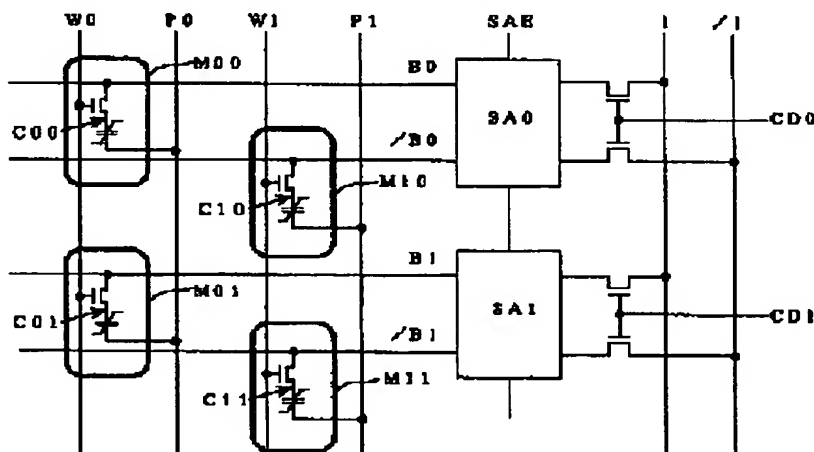 W0 P0 W1 P1 SAE I /I
M00 B0
SA0 CD0
C00 /B0
M10
C10
B1
M01
SA1 CD1
C01 /B1
M11
C11